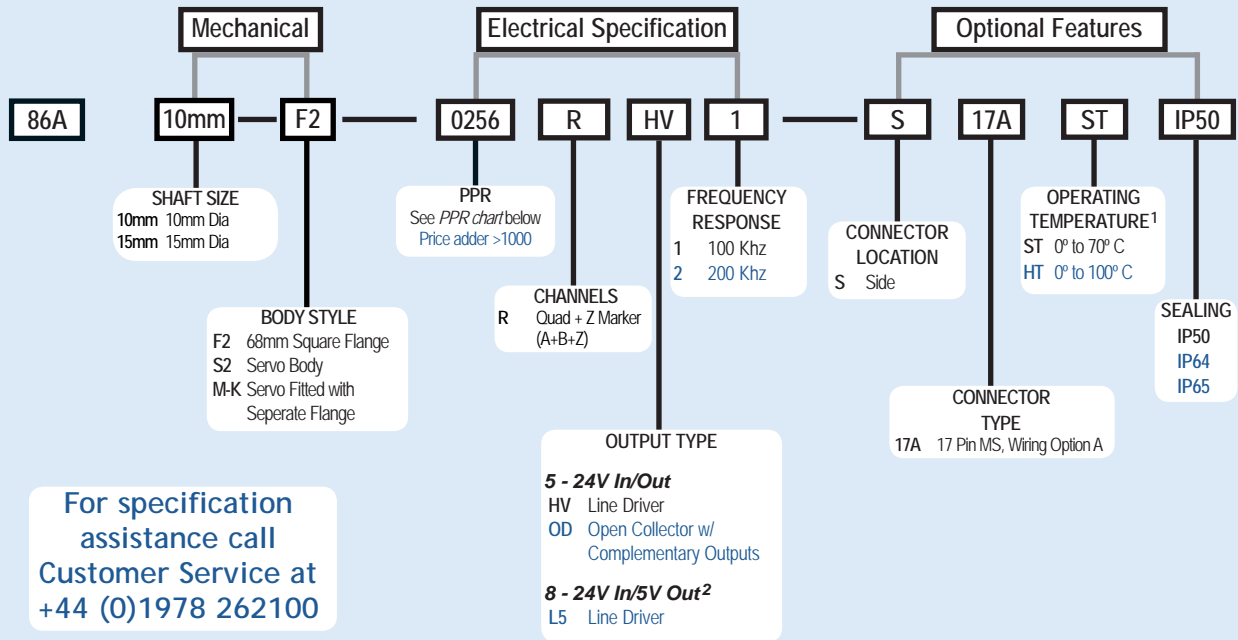 Mechanical
Electrical Specification
Optional Features
86A
10mm
F2
0256
R
HV
1
S
17A
ST
IP50
SHAFT SIZE
10mm 10mm Dia
15mm 15mm Dia
BODY STYLE
F2 68mm Square Flange
S2 Servo Body
M-K Servo Fitted with
Seperate Flange
PPR
See PPR chart below
Price adder >1000
CHANNELS
R Quad + Z Marker
(A+B+Z)
OUTPUT TYPE
5 - 24V In/Out
HV Line Driver
OD Open Collector w/
Complementary Outputs
8 - 24V In/5V Out²
L5 Line Driver
FREQUENCY
RESPONSE
1 100 Khz
2 200 Khz
CONNECTOR
LOCATION
S Side
CONNECTOR
TYPE
17A 17 Pin MS, Wiring Option A
OPERATING
TEMPERATURE¹
ST 0º to 70º C
HT 0º to 100º C
SEALING
IP50
IP64
IP65
For specification
assistance call
Customer Service at
+44 (0)1978 262100